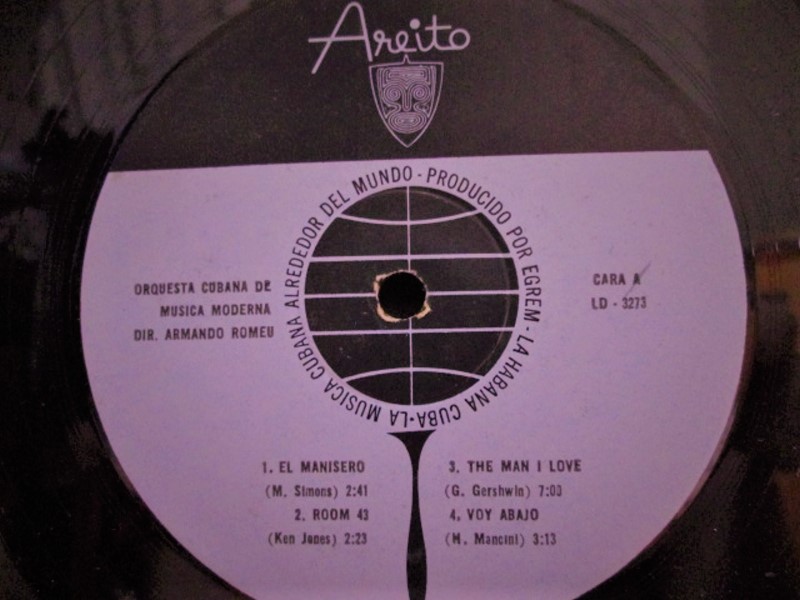 Areito
LA MUSICA CUBANA ALREDEDOR DEL MUNDO · PRODUCIDO POR EGREM - LA HABANA CUBA ·
ORQUESTA CUBANA DE
MUSICA MODERNA
DIR. ARMANDO ROMEU
CARA A
LD - 3273
1. EL MANISERO
(M. Simons) 2:41
2. ROOM 43
(Ken Jones) 2:23
3. THE MAN I LOVE
(G. Gershwin) 7:00
4. VOY ABAJO
(H. Mancini) 3:13